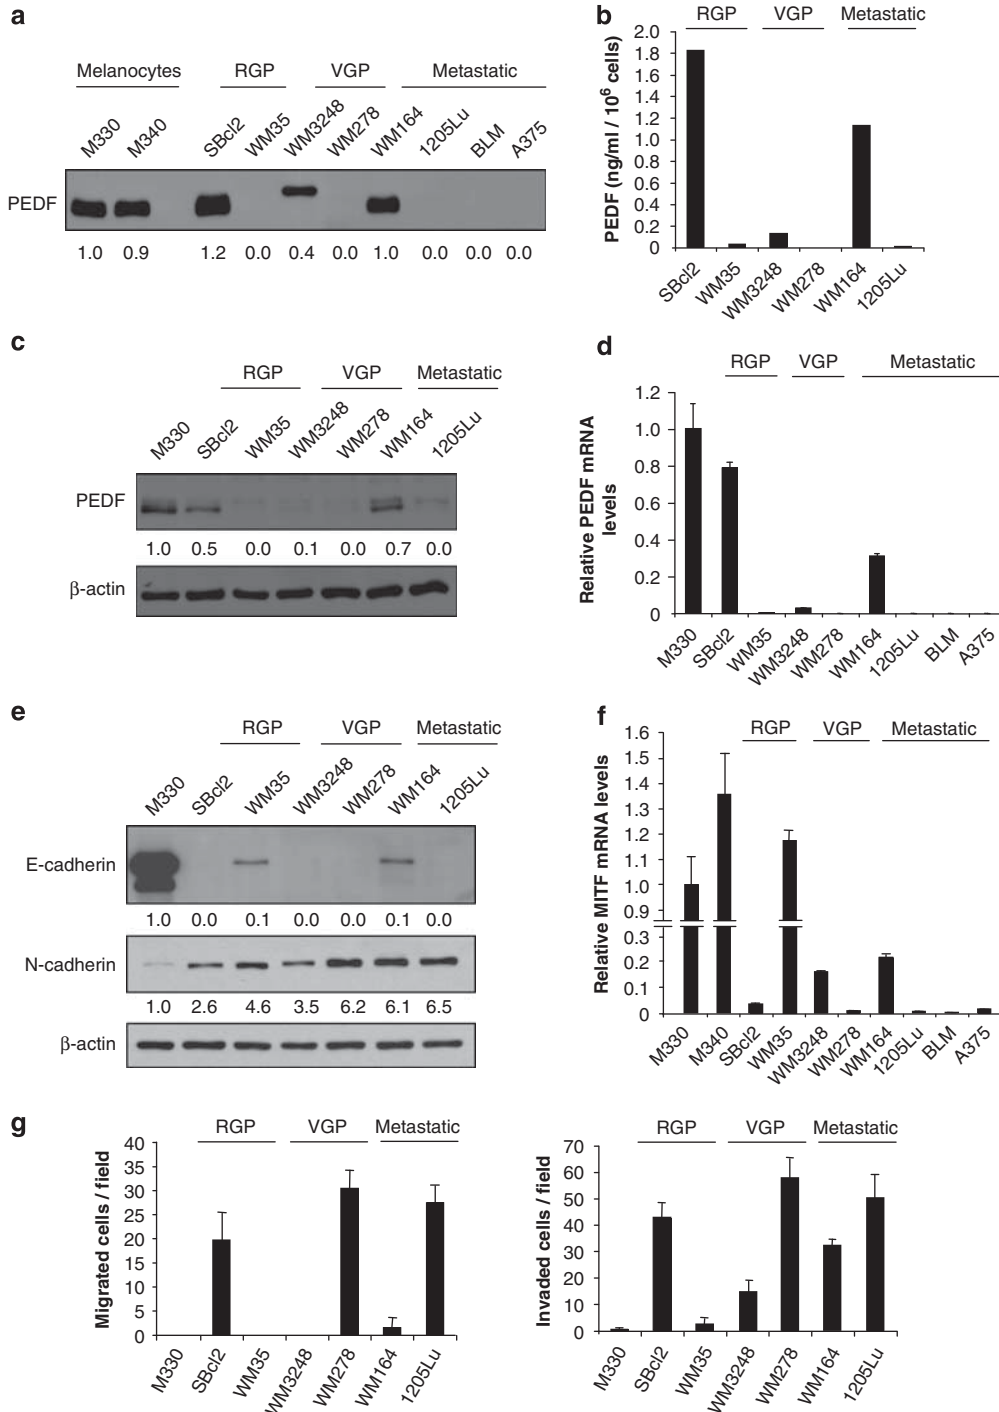 a
Melanocytes RGP VGP Metastatic
M330 M340 SBcl2 WM35 WM3248 WM278 WM164 1205Lu BLM A375
PEDF
1.0 0.9 1.2 0.0 0.4 0.0 1.0 0.0 0.0 0.0
b
RGP VGP Metastatic
PEDF (ng/ml / 10⁶ cells)
2.0
1.8
1.6
1.4
1.2
1.0
0.8
0.6
0.4
0.2
0
SBcl2 WM35 WM3248 WM278 WM164 1205Lu
c
RGP VGP Metastatic
M330 SBcl2 WM35 WM3248 WM278 WM164 1205Lu
PEDF
1.0 0.5 0.0 0.1 0.0 0.7 0.0
β-actin
d
RGP VGP Metastatic
Relative PEDF mRNA
levels
1.2
1.0
0.8
0.6
0.4
0.2
0
M330 SBcl2 WM35 WM3248 WM278 WM164 1205Lu BLM A375
e
RGP VGP Metastatic
M330 SBcl2 WM35 WM3248 WM278 WM164 1205Lu
E-cadherin
1.0 0.0 0.1 0.0 0.0 0.1 0.0
N-cadherin
1.0 2.6 4.6 3.5 6.2 6.1 6.5
β-actin
f
RGP VGP Metastatic
Relative MITF mRNA levels
1.6
1.5
1.4
1.3
1.2
1.1
1.0
0.9
0.3
0.2
0.1
0
M330 M340 SBcl2 WM35 WM3248 WM278 WM164 1205Lu BLM A375
g
RGP VGP Metastatic
Migrated cells / field
40
35
30
25
20
15
10
5
0
M330 SBcl2 WM35 WM3248 WM278 WM164 1205Lu
RGP VGP Metastatic
Invaded cells / field
70
60
50
40
30
20
10
0
M330 SBcl2 WM35 WM3248 WM278 WM164 1205Lu